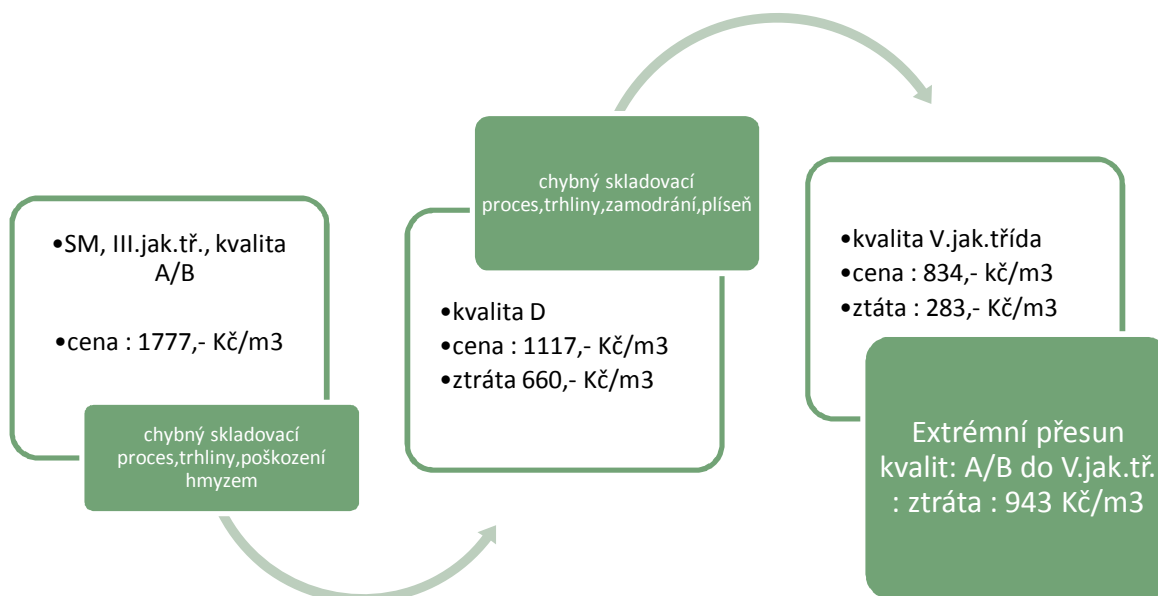 •SM, III.jak.tř., kvalita
A/B
•cena : 1777,- Kč/m3
chybný skladovací
proces,trhliny,poškození
hmyzem
chybný skladovací
proces,trhliny,zamodrání,plíseň
•kvalita D
•cena : 1117,- Kč/m3
•ztráta 660,- Kč/m3
•kvalita V.jak.třída
•cena : 834,- kč/m3
•ztáta : 283,- Kč/m3
Extrémní přesun
kvalit: A/B do V.jak.tř.
: ztráta : 943 Kč/m3